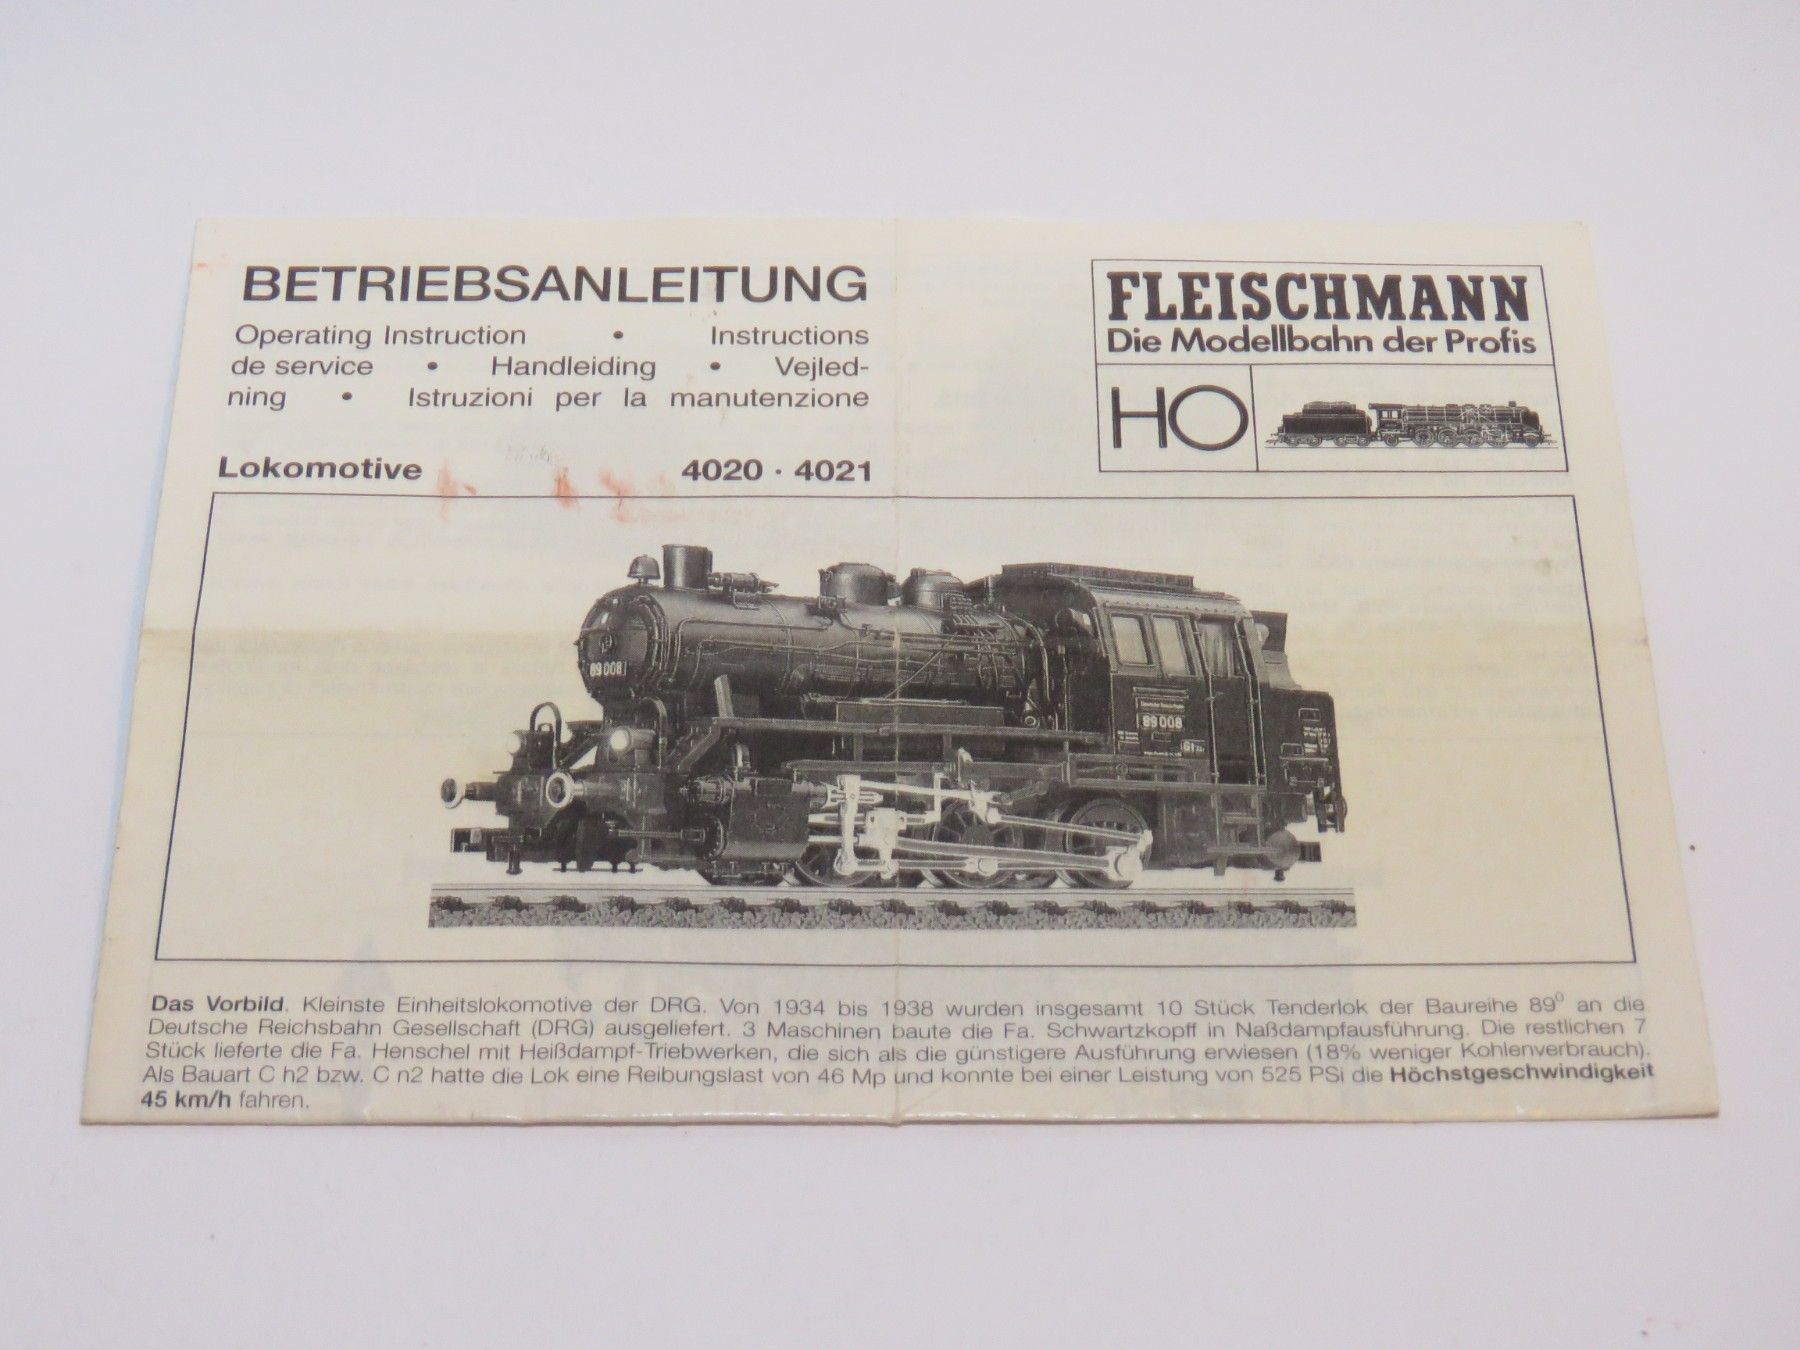 BETRIEBSANLEITUNG
Operating Instruction • Instructions
de service • Handleiding • Vejled-
ning • Istruzioni per la manutenzione
Lokomotive 4020 · 4021
FLEISCHMANN
Die Modellbahn der Profis
HO
89 008
89 008
Das Vorbild. Kleinste Einheitslokomotive der DRG. Von 1934 bis 1938 wurden insgesamt 10 Stück Tenderlok der Baureihe 89⁰ an die
Deutsche Reichsbahn Gesellschaft (DRG) ausgeliefert. 3 Maschinen baute die Fa. Schwartzkopff in Naßdampfausführung. Die restlichen 7
Stück lieferte die Fa. Henschel mit Heißdampf-Triebwerken, die sich als die günstigere Ausführung erwiesen (18% weniger Kohlenverbrauch).
Als Bauart C h2 bzw. C n2 hatte die Lok eine Reibungslast von 46 Mp und konnte bei einer Leistung von 525 PSi die Höchstgeschwindigkeit
45 km/h fahren.